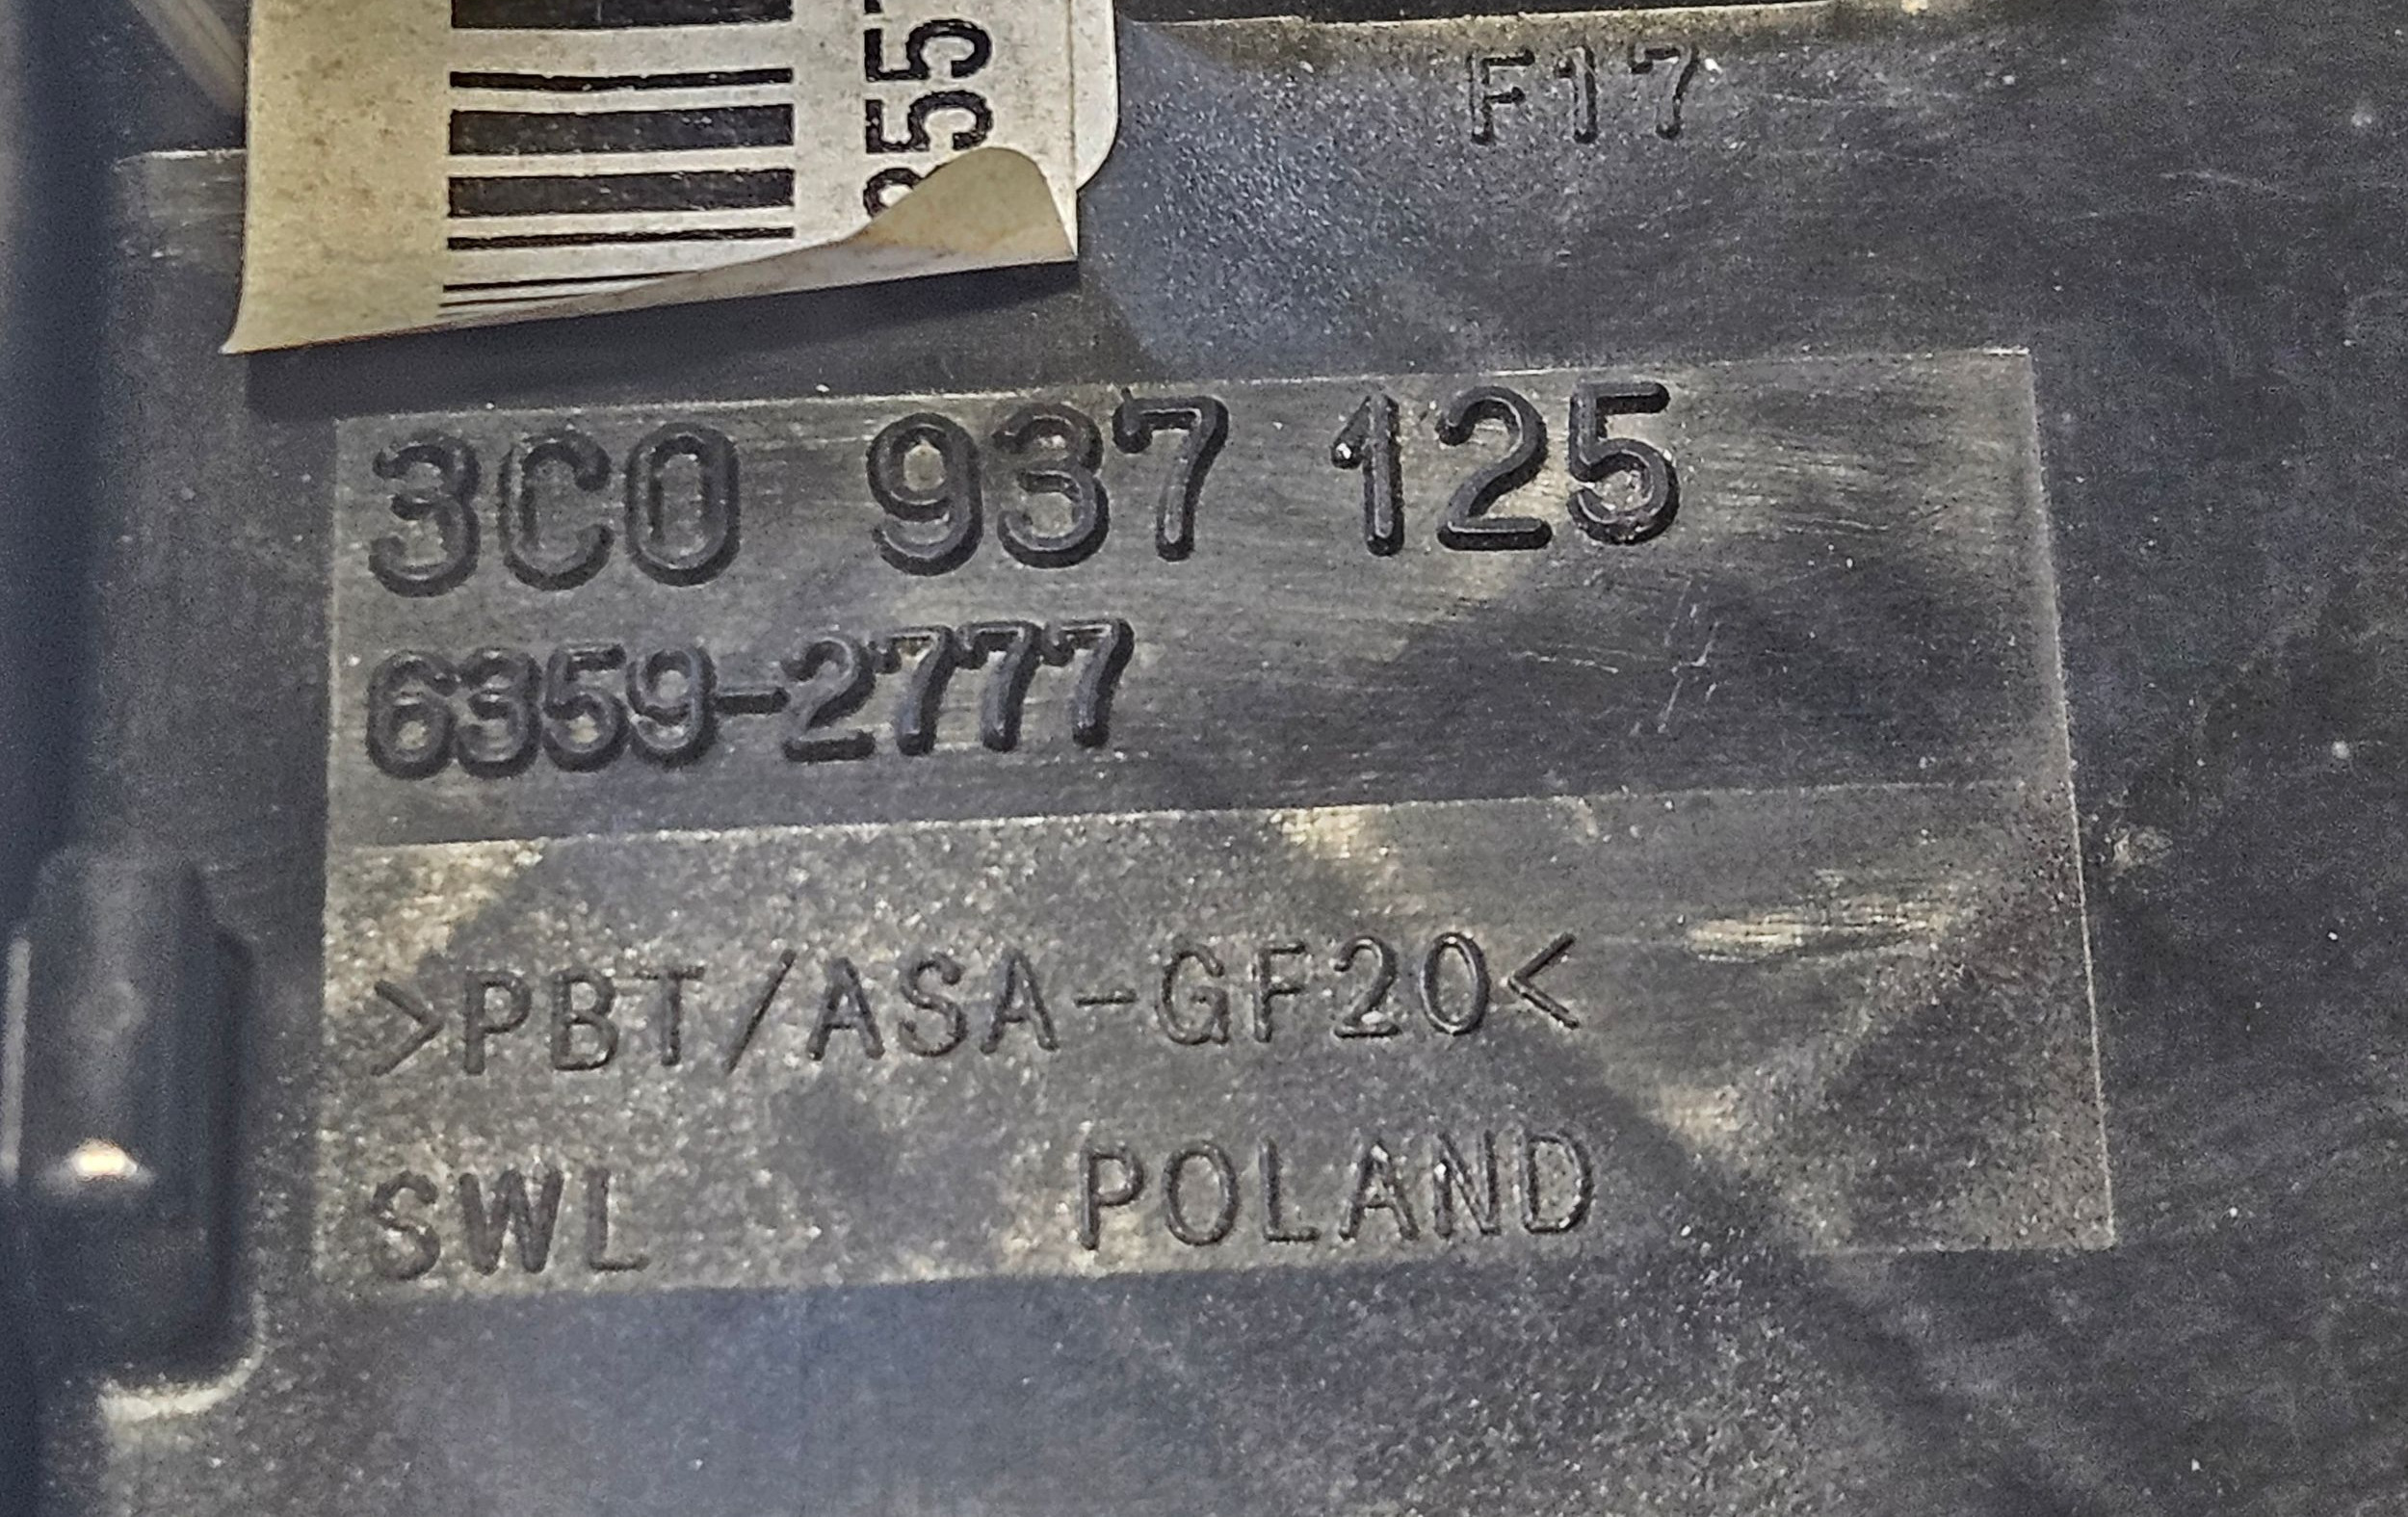 F17
3C0 937 125
6359-2777
>PBT/ASA-GF20<
SWL POLAND